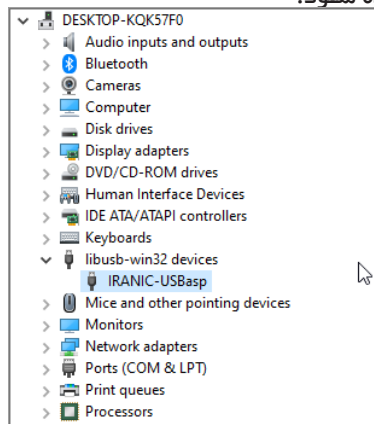 DESKTOP-KQK57F0
Audio inputs and outputs
Bluetooth
Cameras
Computer
Disk drives
Display adapters
DVD/CD-ROM drives
Human Interface Devices
IDE ATA/ATAPI controllers
Keyboards
libusb-win32 devices
IRANIC-USBasp
Mice and other pointing devices
Monitors
Network adapters
Ports (COM & LPT)
Print queues
Processors